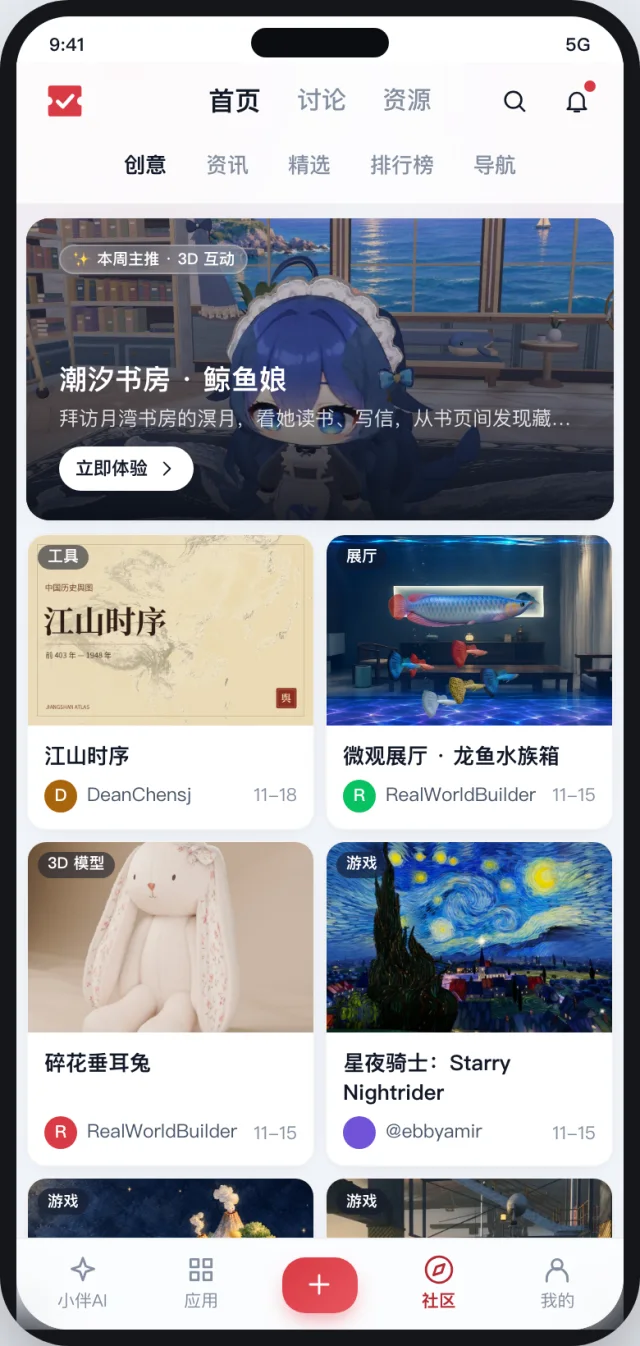 9:41
5G
首页 讨论 资源
创意 资讯 精选 排行榜 导航
✨ 本周主推 · 3D 互动
潮汐书房 · 鲸鱼娘
拜访月湾书房的溟月，看她读书、写信，从书页间发现藏…
立即体验
工具
中国历史舆图
江山时序
前 403 年 — 1948 年
JIANGSHAN ATLAS
舆
江山时序
D DeanChensj 11-18
展厅
微观展厅 · 龙鱼水族箱
R RealWorldBuilder 11-15
3D 模型
碎花垂耳兔
R RealWorldBuilder 11-15
游戏
星夜骑士：Starry
Nightrider
@ebbyamir 11-15
游戏
游戏
小伴AI 应用 社区 我的